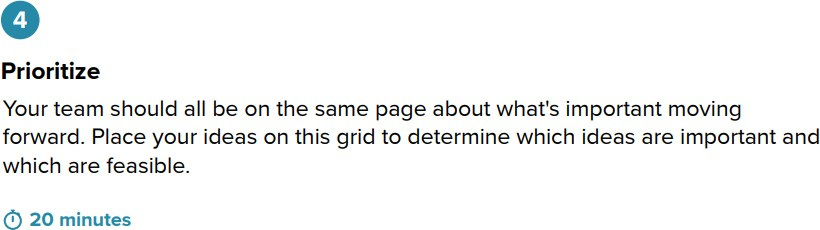 4
Prioritize
Your team should all be on the same page about what's important moving
forward. Place your ideas on this grid to determine which ideas are important and
which are feasible.
20 minutes